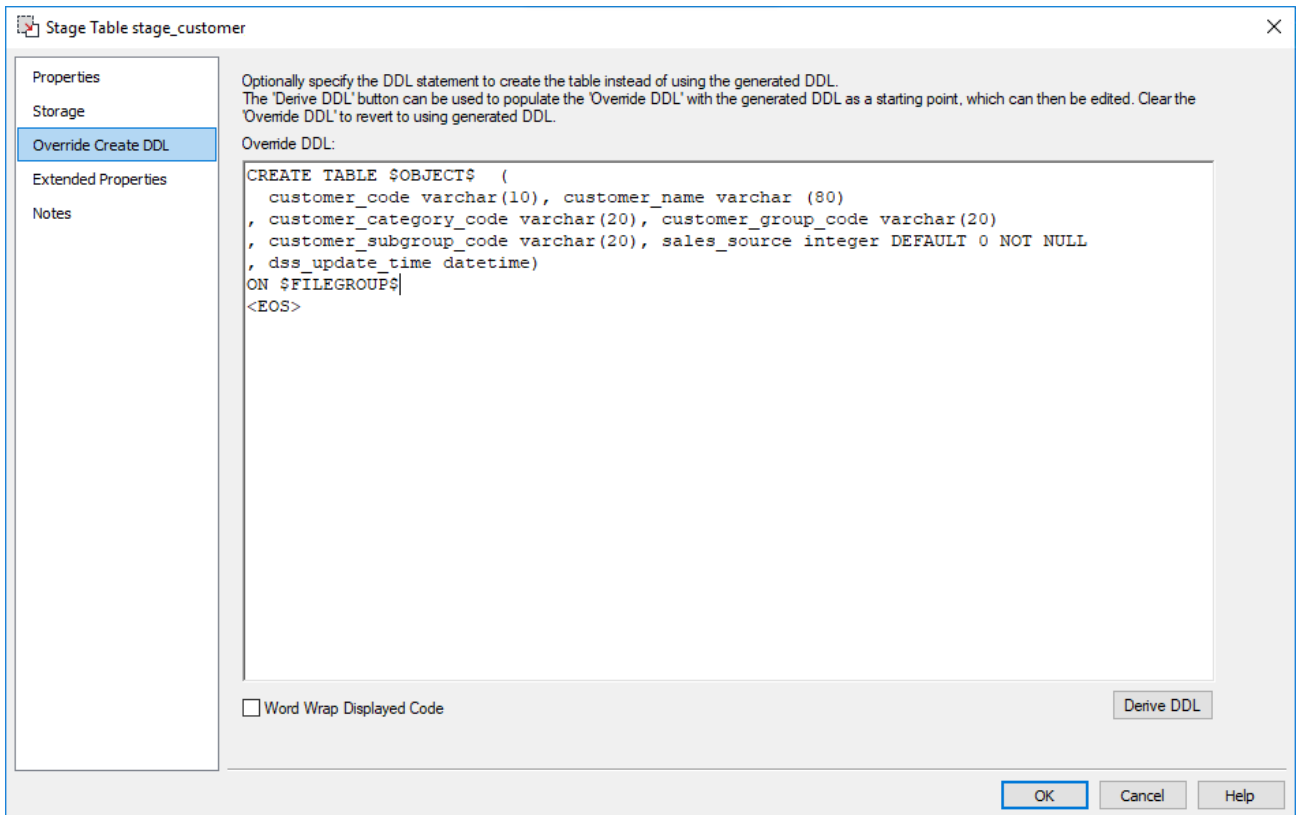 Stage Table stage_customer
Properties
Storage
Override Create DDL
Extended Properties
Notes
Optionally specify the DDL statement to create the table instead of using the generated DDL.
The 'Derive DDL' button can be used to populate the 'Override DDL' with the generated DDL as a starting point, which can then be edited. Clear the
'Override DDL' to revert to using generated DDL.
Override DDL:
CREATE TABLE $OBJECT$  (
  customer_code varchar(10), customer_name varchar (80)
, customer_category_code varchar(20), customer_group_code varchar(20)
, customer_subgroup_code varchar(20), sales_source integer DEFAULT 0 NOT NULL
, dss_update_time datetime)
ON $FILEGROUP$
<EOS>
Word Wrap Displayed Code
Derive DDL
OK
Cancel
Help